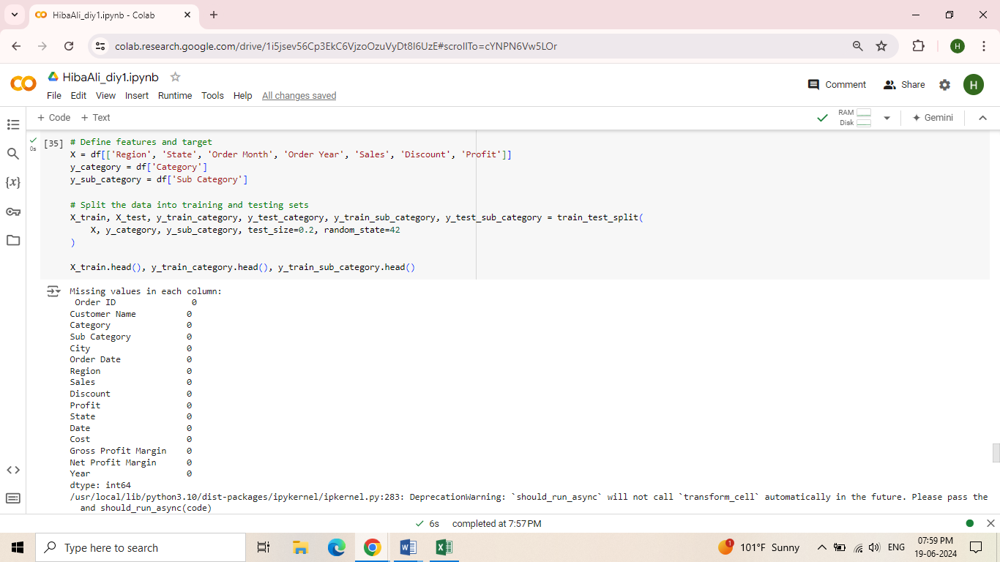 HibaAli_diy1.ipynb - Colab
colab.research.google.com/drive/1i5jsev56Cp3EkC6VjzoOzuVyDt8I6UzE#scrollTo=cYNPN6Vw5LOr
H
HibaAli_diy1.ipynb
File Edit View Insert Runtime Tools Help All changes saved
Comment Share H
+ Code + Text
RAM
Disk
Gemini
0s
[35] # Define features and target
X = df[['Region', 'State', 'Order Month', 'Order Year', 'Sales', 'Discount', 'Profit']]
y_category = df['Category']
y_sub_category = df['Sub Category']
# Split the data into training and testing sets
X_train, X_test, y_train_category, y_test_category, y_train_sub_category, y_test_sub_category = train_test_split(
    X, y_category, y_sub_category, test_size=0.2, random_state=42
)
X_train.head(), y_train_category.head(), y_train_sub_category.head()
{x}
Missing values in each column:
Order ID 0
Customer Name 0
Category 0
Sub Category 0
City 0
Order Date 0
Region 0
Sales 0
Discount 0
Profit 0
State 0
Date 0
Cost 0
Gross Profit Margin 0
Net Profit Margin 0
Year 0
dtype: int64
/usr/local/lib/python3.10/dist-packages/ipykernel/ipkernel.py:283: DeprecationWarning: `should_run_async` will not call `transform_cell` automatically in the future. Please pass the
and should_run_async(code)
6s completed at 7:57 PM
Type here to search
1
101°F Sunny
ENG
07:59 PM
19-06-2024